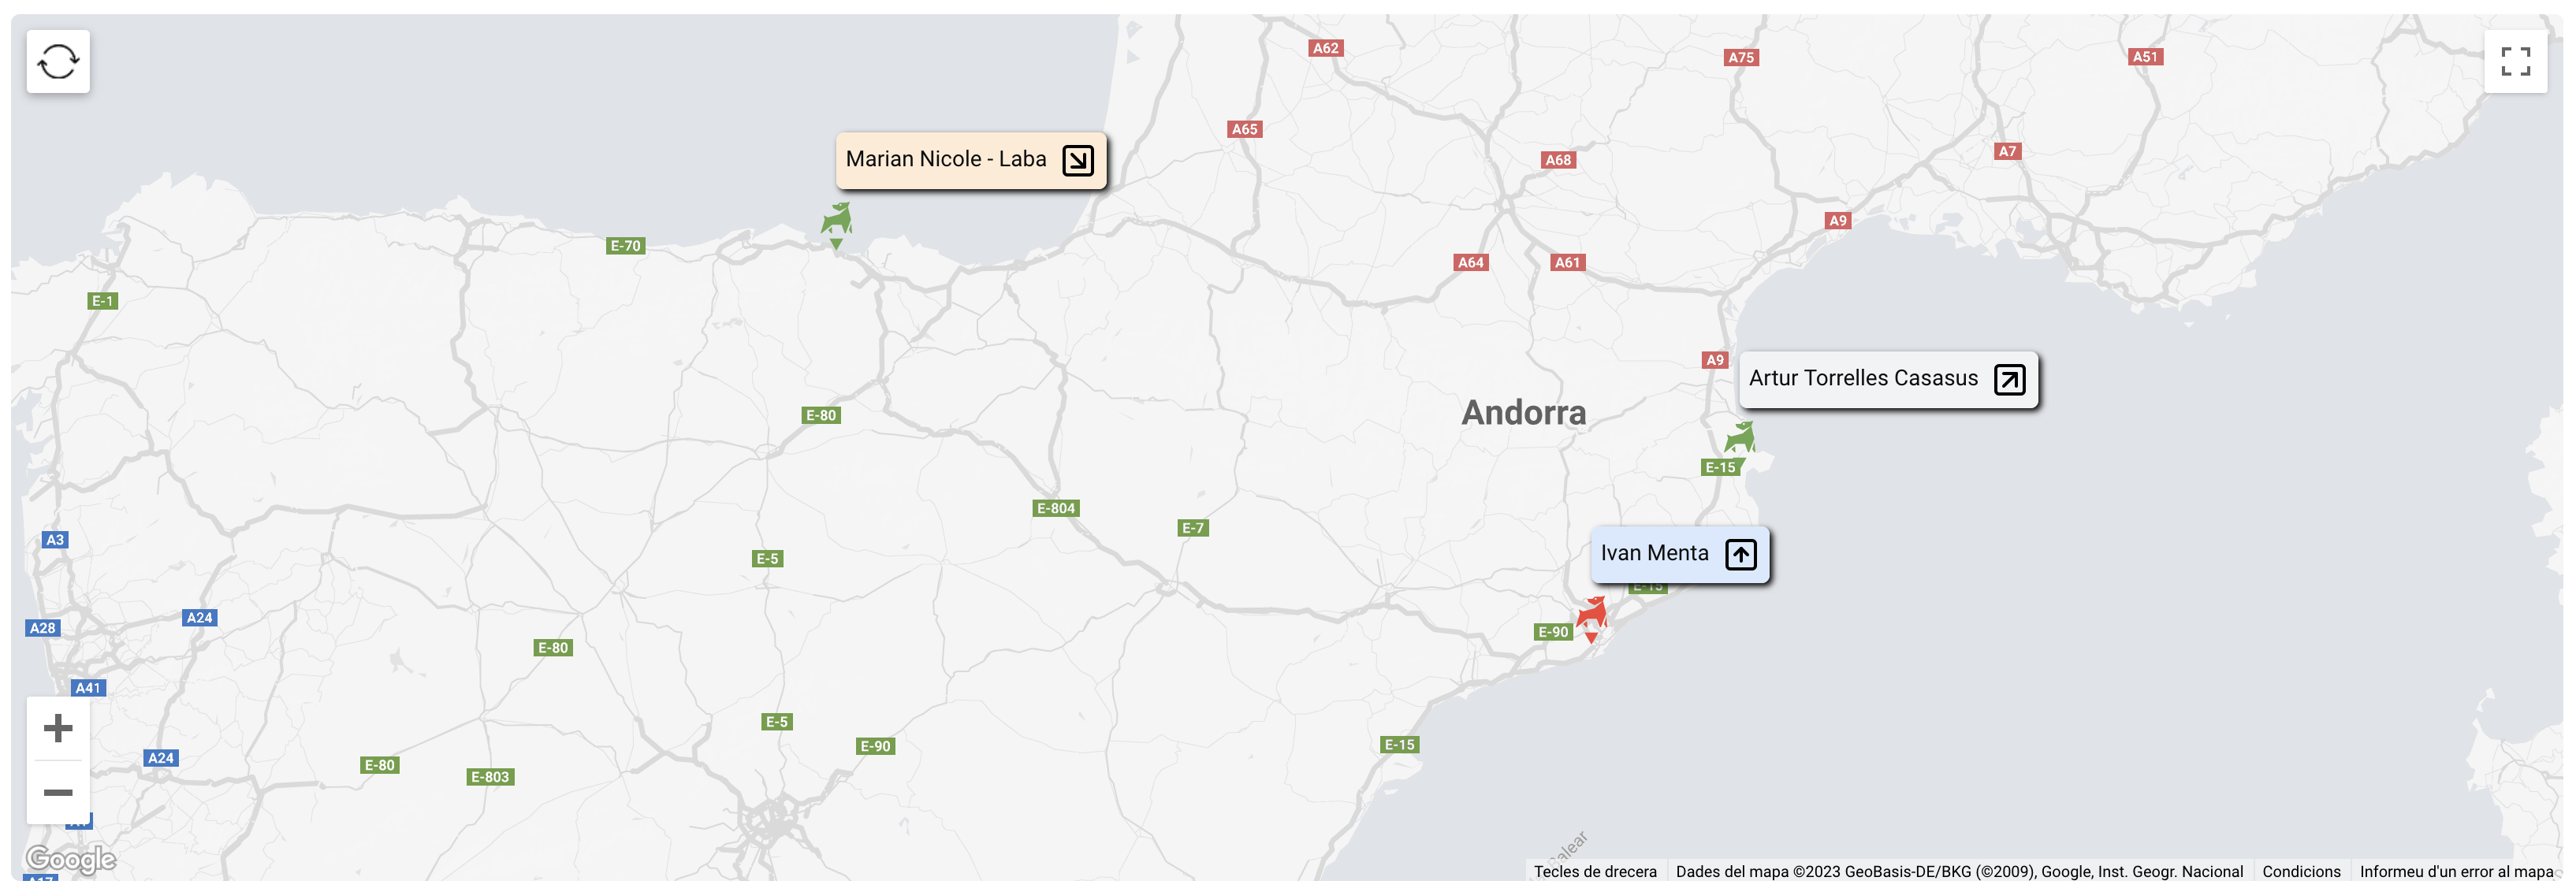 A62
A75
A51
A65
Marian Nicole - Laba
A68
A7
A9
E-70
A64
A61
E-1
A9
Artur Torrelles Casasus
Andorra
E-80
E-15
E-804
E-7
A3
E-5
Ivan Menta
E-15
A24
A28
E-90
E-80
A41
E-5
E-90
E-15
A24
E-80
E-803
Google
Tecles de drecera
Dades del mapa ©2023 GeoBasis-DE/BKG (©2009), Google, Inst. Geogr. Nacional
Condicions
Informeu d'un error al mapa